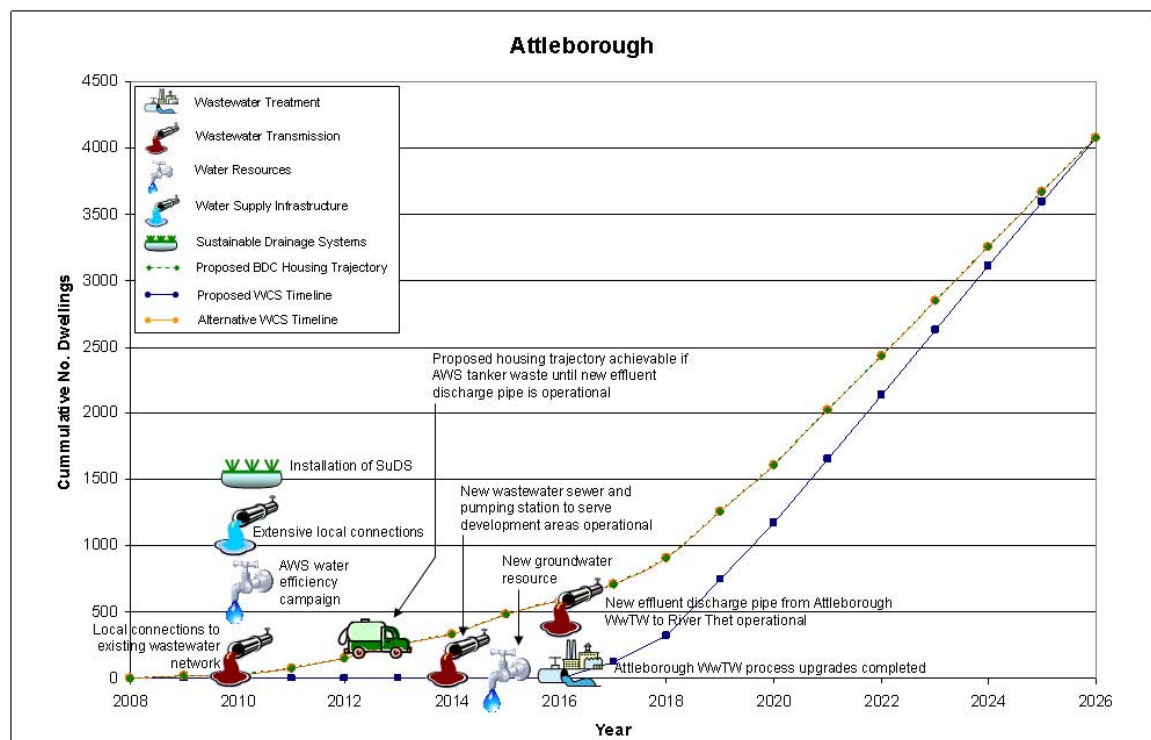 Attleborough
Cummulative No. Dwellings
4500
4000
3500
3000
2500
2000
1500
1000
500
0
Wastewater Treatment
Wastewater Transmission
Water Resources
Water Supply Infrastructure
Sustainable Drainage Systems
Proposed BDC Housing Trajectory
Proposed WCS Timeline
Alternative WCS Timeline
Proposed housing trajectory achievable if
AWS tanker waste until new effluent
discharge pipe is operational
Installation of SuDS
Extensive local connections
AWS water
efficiency
campaign
Local connections to
existing wastewater
network
New wastewater sewer and
pumping station to serve
development areas operational
New groundwater
resource
New effluent discharge pipe from Attleborough
WwTW to River Thet operational
Attleborough WwTW process upgrades completed
2008 2010 2012 2014 2016 2018 2020 2022 2024 2026
Year